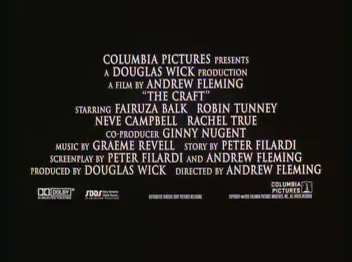 COLUMBIA PICTURES PRESENTS
A DOUGLAS WICK PRODUCTION
A FILM BY ANDREW FLEMING
"THE CRAFT"
STARRING FAIRUZA BALK ROBIN TUNNEY
NEVE CAMPBELL RACHEL TRUE
CO-PRODUCER GINNY NUGENT
MUSIC BY GRAEME REVELL STORY BY PETER FILARDI
SCREENPLAY BY PETER FILARDI AND ANDREW FLEMING
PRODUCED BY DOUGLAS WICK DIRECTED BY ANDREW FLEMING
DOLBY
SDDS
COLUMBIA
PICTURES